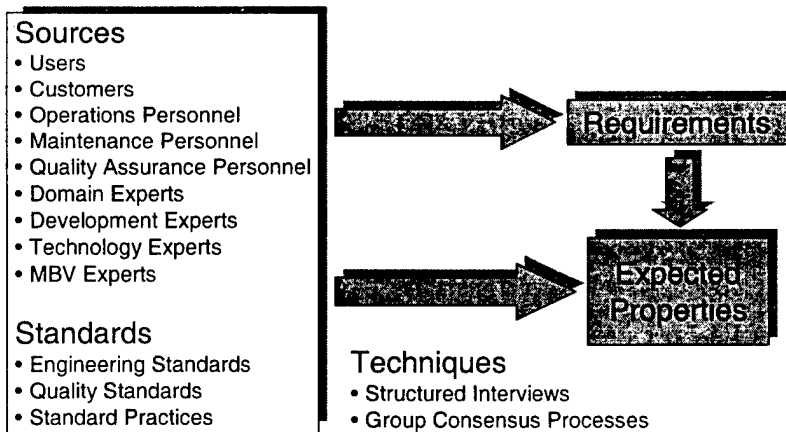 Sources
• Users
• Customers
• Operations Personnel
• Maintenance Personnel
• Quality Assurance Personnel
• Domain Experts
• Development Experts
• Technology Experts
• MBV Experts
Standards
• Engineering Standards
• Quality Standards
• Standard Practices
Requirements
Expected
Properties
Techniques
• Structured Interviews
• Group Consensus Processes